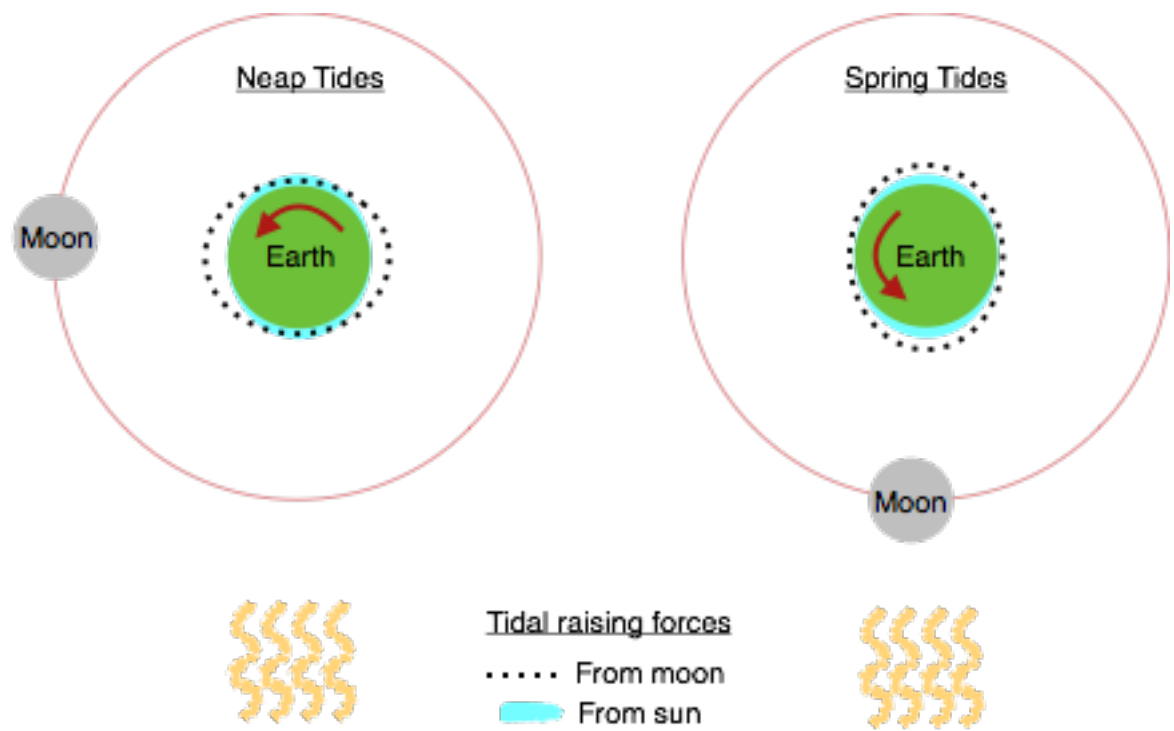 Neap Tides
Spring Tides
Moon
Earth
Earth
Moon
Tidal raising forces
From moon
From sun